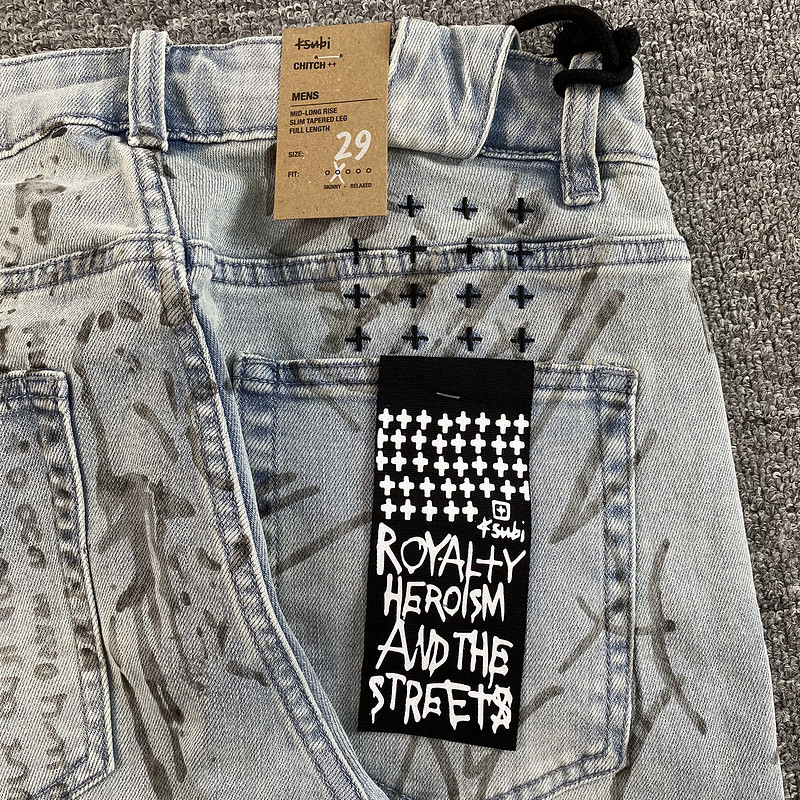 Ksubi
CHITCH ++
MENS
MID-LONG RISE
SLIM TAPERED LEG
FULL LENGTH
SIZE: 29
FIT:
SKINNY - RELAXED
Ksubi
ROYALTY
HEROISM
AND THE
STREET$